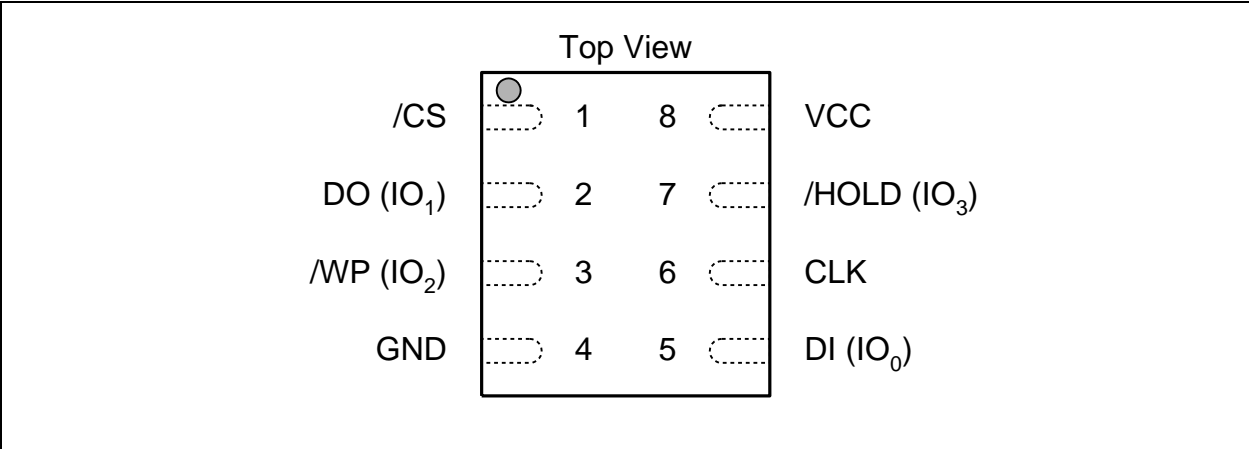 Top View
/CS 1 8 VCC
DO (IO₁) 2 7 /HOLD (IO₃)
/WP (IO₂) 3 6 CLK
GND 4 5 DI (IO₀)